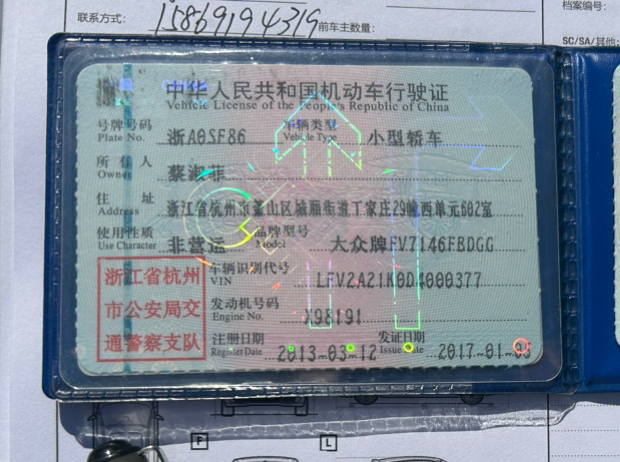 联系方式: 15869194319 前车主数量:
档案编号:
SC/SA/其他:
中华人民共和国机动车行驶证
Vehicle License of the People's Republic of China
号牌号码 浙A0SF86 车辆类型 小型轿车
Plate No. Vehicle Type
所有人 蔡淑菲
Owner
住址 浙江省杭州市萧山区城厢街道丁家庄29幢西单元602室
Address
使用性质 非营运 品牌型号 大众牌FV7146FBDGG
Use Character Model
车辆识别代号 LFV2A21K0D4000377
VIN
发动机号码 X98191
Engine No.
注册日期 2013-03-12 发证日期 2017-01-03
Register Date Issue Date
浙江省杭州
市公安局交
通警察支队
F L